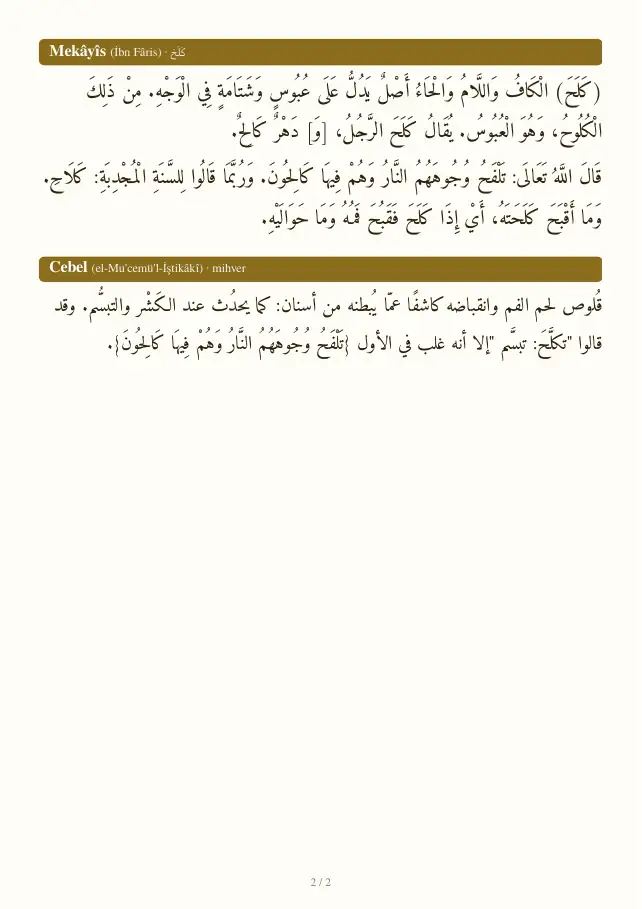 Mekâyîs (İbn Fâris) · كَلَحَ
(كَلَحَ) الْكَافُ وَاللَّامُ وَالْحَاءُ أَصْلٌ يَدُلُّ عَلَى عُبُوسٍ وَشَتَامَةٍ فِي الْوَجْهِ. مِنْ ذَلِكَ
الْكُلُوحُ، وَهُوَ الْعُبُوسُ. يُقَالُ كَلَحَ الرَّجُلُ، [وَ] دَهْرٌ كَالِحٌ.
قَالَ اللَّهُ تَعَالَى: تَلْفَحُ وُجُوهَهُمُ النَّارُ وَهُمْ فِيهَا كَالِحُونَ. وَرُبَّمَا قَالُوا لِلسَّنَةِ الْمُجْدِبَةِ: كَلَاحِ.
وَمَا أَقْبَحَ كَلَحَتَهُ، أَيْ إِذَا كَلَحَ فَقَبُحَ فَمُهُ وَمَا حَوَالَيْهِ.
Cebel (el-Mu'cemü'l-İştikâkî) · mihver
قُلوص لحم الفم وانقباضه كاشفًا عمّا يُبطنه من أسنان: كما يحدُث عند الكَشْر والتبسُّم. وقد
قالوا "تكلَّحَ: تبسَّم "إلا أنه غلب في الأول {تَلْفَحُ وُجُوهَهُمُ النَّارُ وَهُمْ فِيهَا كَالِحُونَ}.
2 / 2